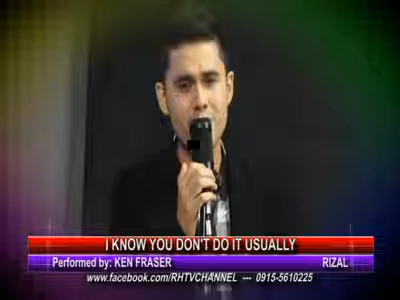 I KNOW YOU DON'T DO IT USUALLY
Performed by: KEN FRASER RIZAL
www.facebook.com/RHTVCHANNEL --- 0915-5610225